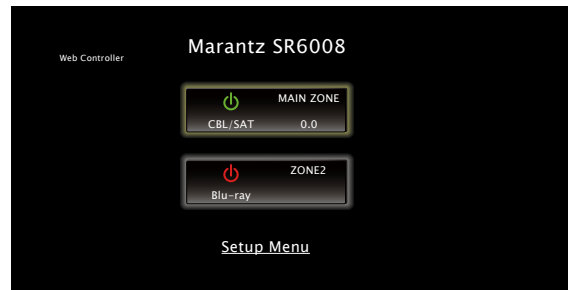 Marantz SR6008
Web Controller
MAIN ZONE
CBL/SAT 0.0
ZONE2
Blu-ray
Setup Menu